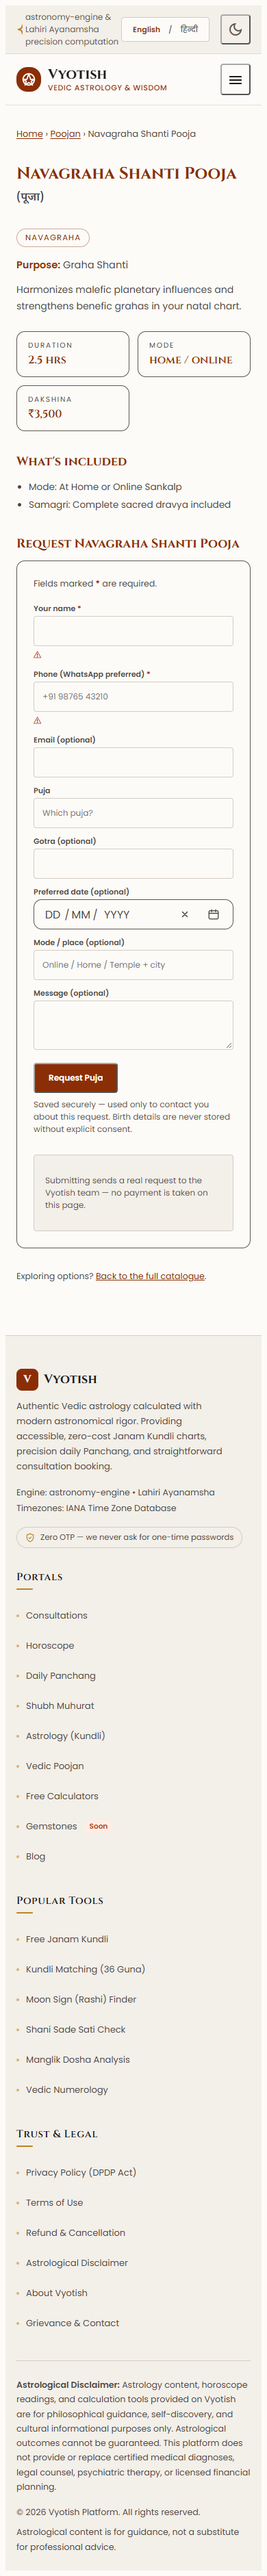 astronomy-engine &
Lahiri Ayanamsha
precision computation
English / हिन्दी
VYOTISH
VEDIC ASTROLOGY & WISDOM
Home › Poojan › Navagraha Shanti Pooja
NAVAGRAHA SHANTI POOJA
(पूजा)
NAVAGRAHA
Purpose: Graha Shanti
Harmonizes malefic planetary influences and
strengthens benefic grahas in your natal chart.
DURATION
2.5 HRS
MODE
HOME / ONLINE
DAKSHINA
₹3,500
WHAT'S INCLUDED
• Mode: At Home or Online Sankalp
• Samagri: Complete sacred dravya included
REQUEST NAVAGRAHA SHANTI POOJA
Fields marked * are required.
Your name *
Phone (WhatsApp preferred) *
+91 98765 43210
Email (optional)
Puja
Which puja?
Gotra (optional)
Preferred date (optional)
DD / MM / YYYY
Mode / place (optional)
Online / Home / Temple + city
Message (optional)
Request Puja
Saved securely — used only to contact you
about this request. Birth details are never stored
without explicit consent.
Submitting sends a real request to the
Vyotish team — no payment is taken on
this page.
Exploring options? Back to the full catalogue.
V VYOTISH
Authentic Vedic astrology calculated with
modern astronomical rigor. Providing
accessible, zero-cost Janam Kundli charts,
precision daily Panchang, and straightforward
consultation booking.
Engine: astronomy-engine • Lahiri Ayanamsa
Timezones: IANA Time Zone Database
Zero OTP — we never ask for one-time passwords
PORTALS
Consultations
Horoscope
Daily Panchang
Shubh Muhurat
Astrology (Kundli)
Vedic Poojan
Free Calculators
Gemstones Soon
Blog
POPULAR TOOLS
Free Janam Kundli
Kundli Matching (36 Guna)
Moon Sign (Rashi) Finder
Shani Sade Sati Check
Manglik Dosha Analysis
Vedic Numerology
TRUST & LEGAL
Privacy Policy (DPDP Act)
Terms of Use
Refund & Cancellation
Astrological Disclaimer
About Vyotish
Grievance & Contact
Astrological Disclaimer: Astrology content, horoscope
readings, and calculation tools provided on Vyotish
are for philosophical guidance, self-discovery, and
cultural informational purposes only. Astrological
outcomes cannot be guaranteed. This platform does
not provide or replace certified medical diagnoses,
legal counsel, psychiatric therapy, or licensed financial
planning.
© 2026 Vyotish Platform. All rights reserved.
Astrological content is for guidance, not a substitute
for professional advice.